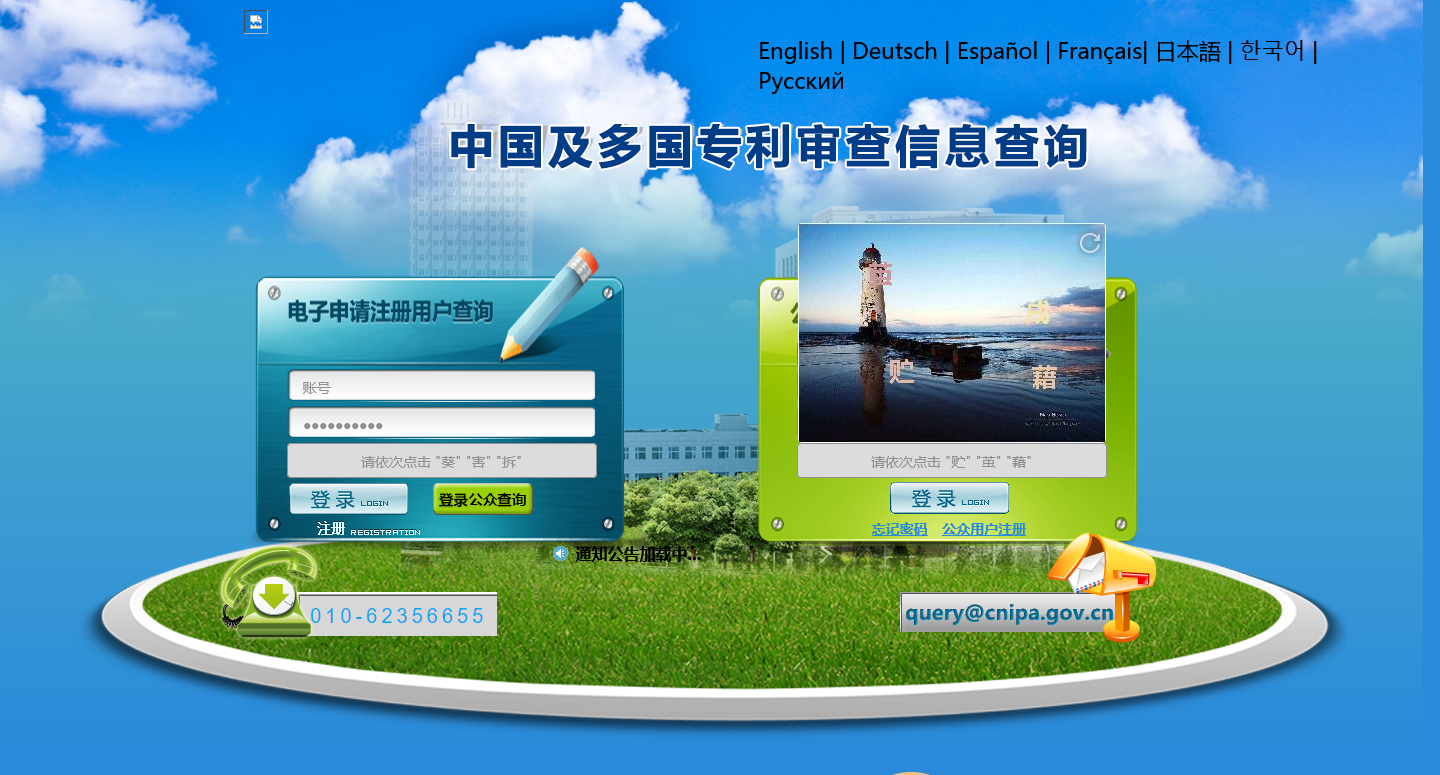 English | Deutsch | Español | Français| 日本語 | 한국어 |
Русский
中国及多国专利审查信息查询
电子申请注册用户查询
账号
请依次点击 "葵" "害" "拆"
登录 LOGIN
登录公众查询
注册 REGISTRATION
茧
贮
藉
请依次点击 "贮" "茧" "藉"
登录 LOGIN
忘记密码 公众用户注册
通知公告加载中...
010-62356655
query@cnipa.gov.cn